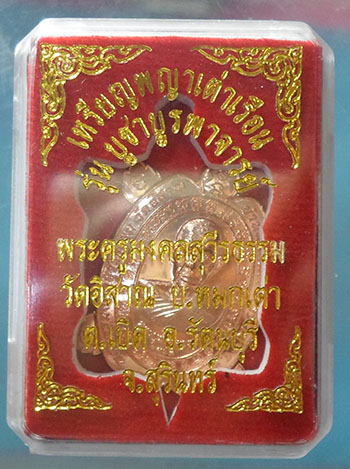 เหรียญพญาเต่าเรือน
รุ่น บูชาบูรพาจารย์
พระครูมงคลสุวีรธรรม
วัดอิสาณ บ.หมกเต่า
ต.เบิด อ.รัตนบุรี
จ.สุรินทร์